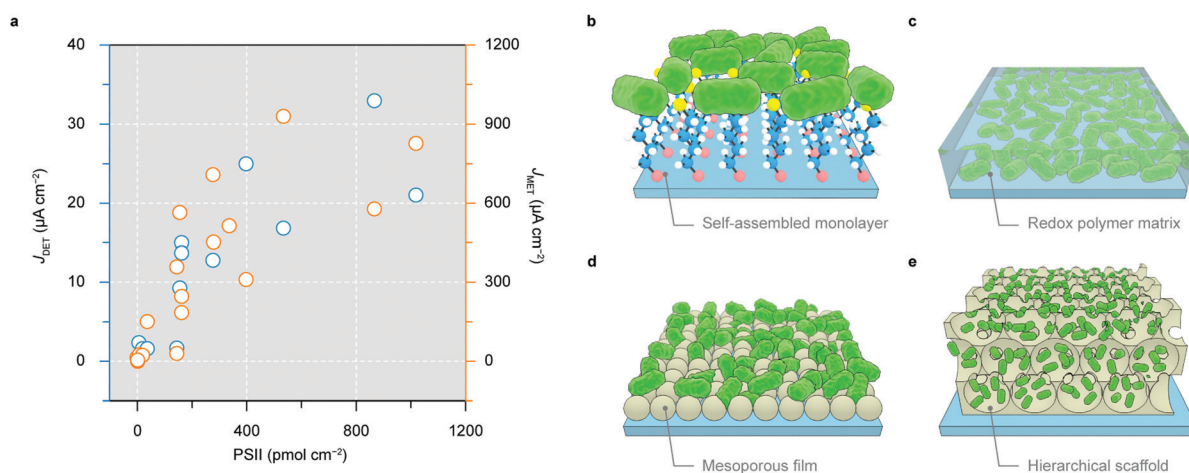 a
40
30
20
10
0
J_DET (µA cm⁻²)
1200
900
600
300
0
J_MET (µA cm⁻²)
0
400
800
1200
PSII (pmol cm⁻²)
b
Self-assembled monolayer
c
Redox polymer matrix
d
Mesoporous film
e
Hierarchical scaffold